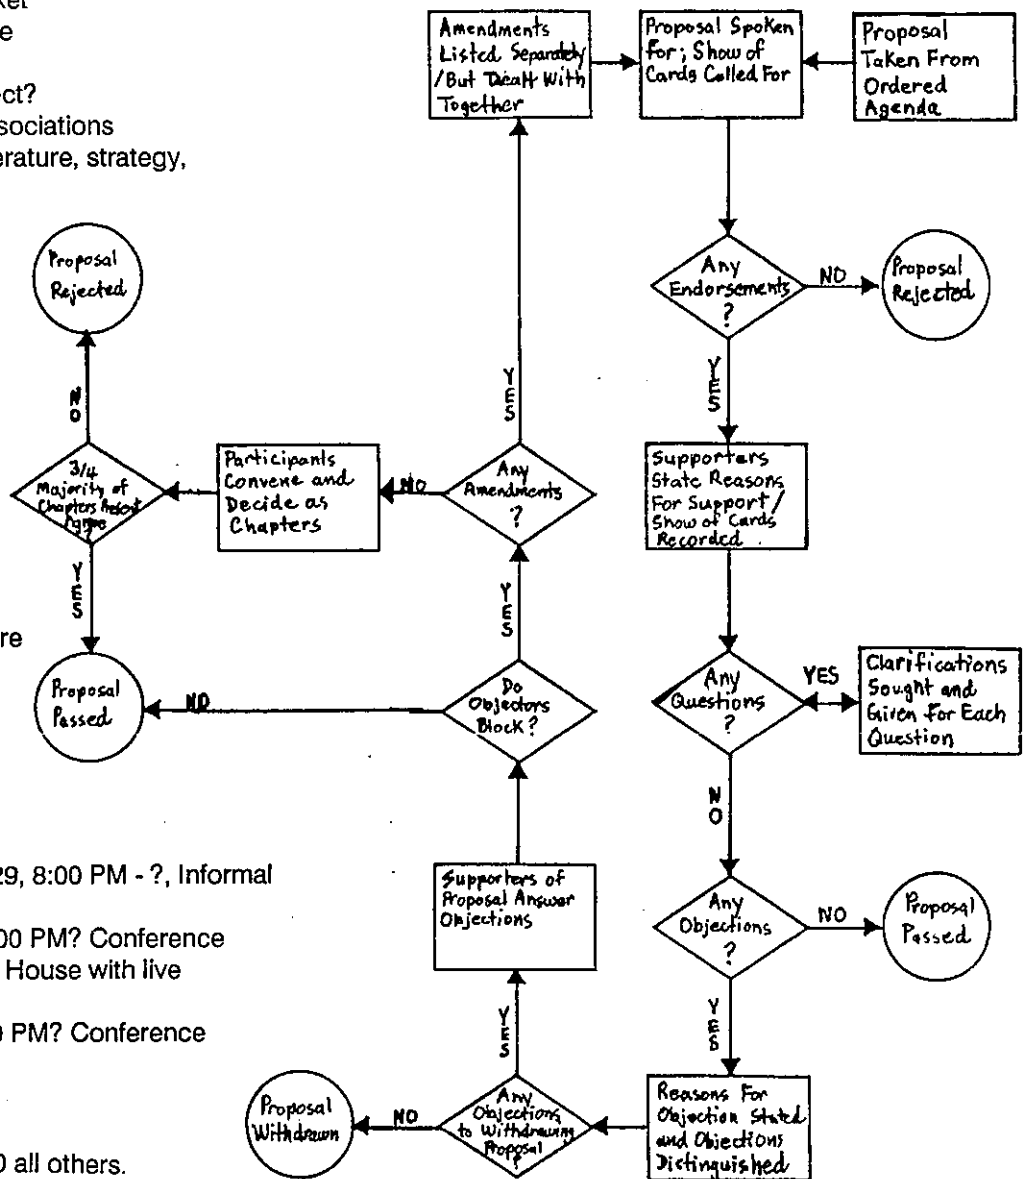 ket
e
ect?
ssociations
erature, strategy,
re
29, 8:00 PM - ?, Informal
00 PM? Conference
House with live
0 PM? Conference
0 all others.
Proposal
Taken From
Ordered
Agenda
Proposal Spoken
For; Show of
Cards Called For
Amendments
Listed Separately
/But Dealt With
Together
Any
Endorsements
?
NO
Proposal
Rejected
YES
Supporters
State Reasons
For Support/
Show of Cards
Recorded
Any
Questions
?
YES
Clarifications
Sought and
Given For Each
Question
NO
Any
Objections
?
NO
Proposal
Passed
YES
Reasons For
Objection Stated
and Objections
Distinguished
Any
Objections
to Withdrawing
Proposal
?
NO
Proposal
Withdrawn
YES
Supporters of
Proposal Answer
Objections
Do
Objectors
Block?
NO
Proposal
Passed
YES
Any
Amendments
?
YES
NO
Participants
Convene and
Decide as
Chapters
3/4
Majority of
Chapters Present
Agree
?
NO
Proposal
Rejected
YES